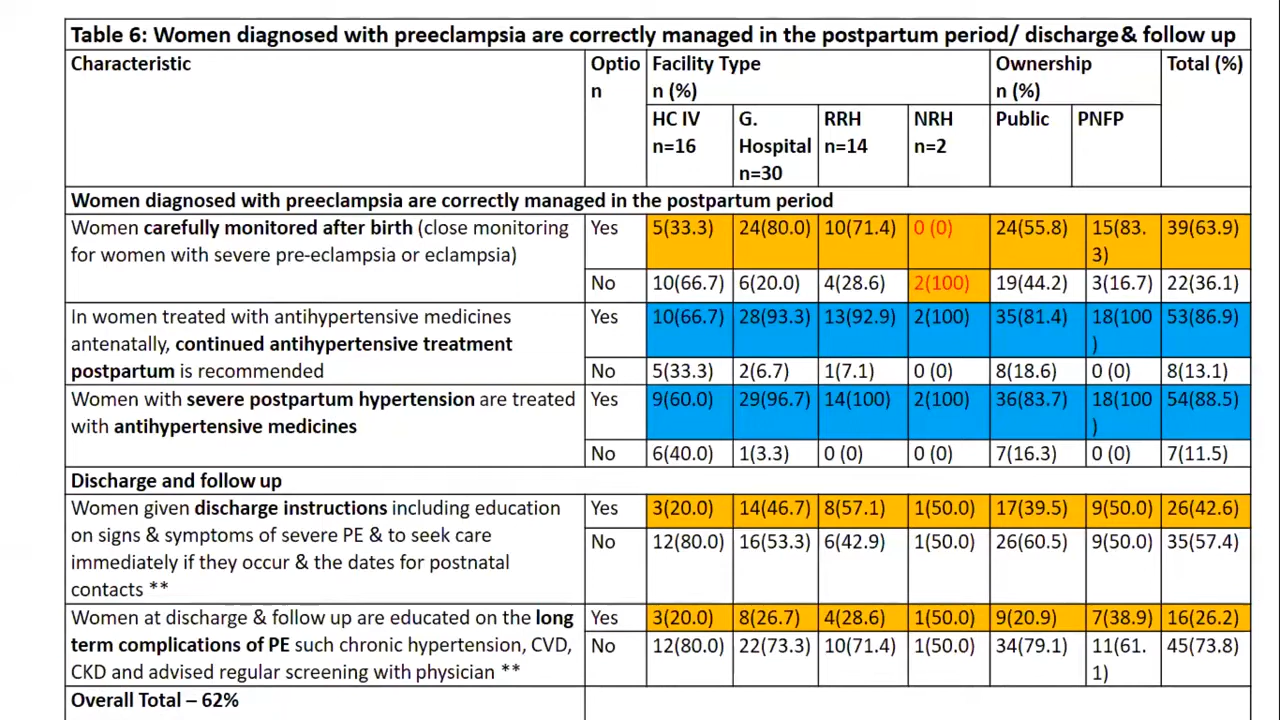 Table 6: Women diagnosed with preeclampsia are correctly managed in the postpartum period/ discharge& follow up
Characteristic
Optio
n
Facility Type
n (%)
Ownership
n (%)
Total (%)
HC IV
n=16
G.
Hospital
n=30
RRH
n=14
NRH
n=2
Public
PNFP
Women diagnosed with preeclampsia are correctly managed in the postpartum period
Women carefully monitored after birth (close monitoring
for women with severe pre-eclampsia or eclampsia)
Yes
5(33.3)
24(80.0)
10(71.4)
0 (0)
24(55.8)
15(83.
3)
39(63.9)
No
10(66.7)
6(20.0)
4(28.6)
2(100)
19(44.2)
3(16.7)
22(36.1)
In women treated with antihypertensive medicines
antenatally, continued antihypertensive treatment
postpartum is recommended
Yes
10(66.7)
28(93.3)
13(92.9)
2(100)
35(81.4)
18(100
)
53(86.9)
No
5(33.3)
2(6.7)
1(7.1)
0 (0)
8(18.6)
0 (0)
8(13.1)
Women with severe postpartum hypertension are treated
with antihypertensive medicines
Yes
9(60.0)
29(96.7)
14(100)
2(100)
36(83.7)
18(100
)
54(88.5)
No
6(40.0)
1(3.3)
0 (0)
0 (0)
7(16.3)
0 (0)
7(11.5)
Discharge and follow up
Women given discharge instructions including education
on signs & symptoms of severe PE & to seek care
immediately if they occur & the dates for postnatal
contacts **
Yes
3(20.0)
14(46.7)
8(57.1)
1(50.0)
17(39.5)
9(50.0)
26(42.6)
No
12(80.0)
16(53.3)
6(42.9)
1(50.0)
26(60.5)
9(50.0)
35(57.4)
Women at discharge & follow up are educated on the long
term complications of PE such chronic hypertension, CVD,
CKD and advised regular screening with physician **
Yes
3(20.0)
8(26.7)
4(28.6)
1(50.0)
9(20.9)
7(38.9)
16(26.2)
No
12(80.0)
22(73.3)
10(71.4)
1(50.0)
34(79.1)
11(61.
1)
45(73.8)
Overall Total – 62%